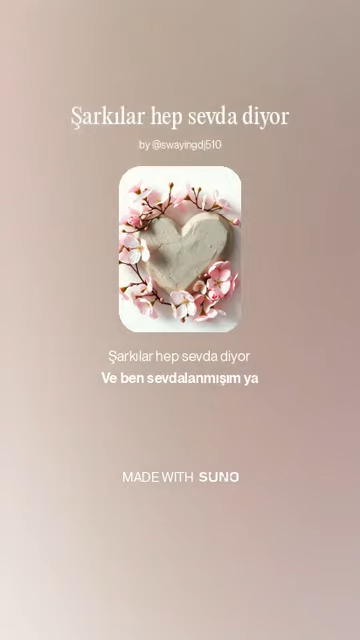 Şarkılar hep sevda diyor
by @swayingdj510
Şarkılar hep sevda diyor
Ve ben sevdalanmışım ya
MADE WITH SUNO